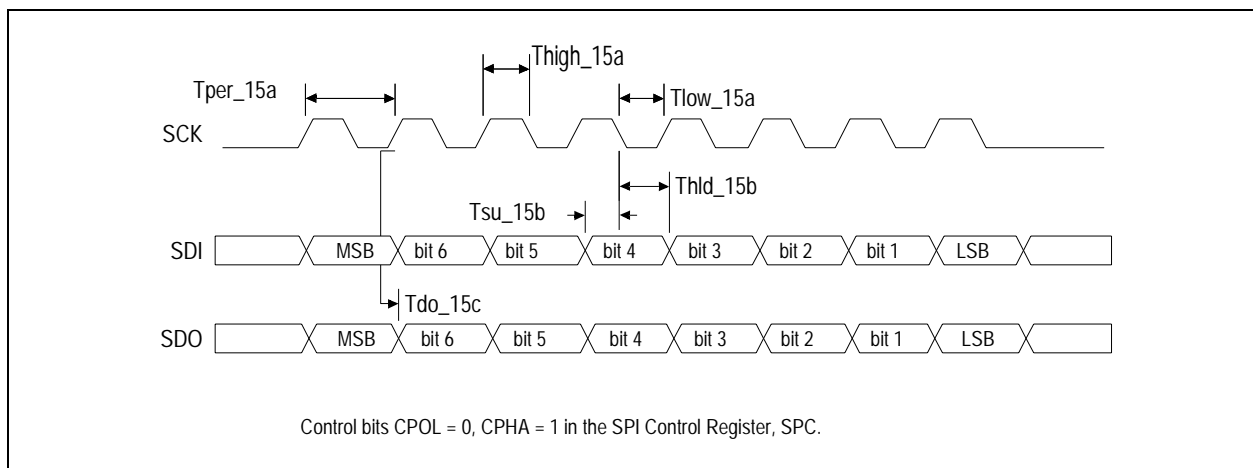 Thigh_15a
Tper_15a
Tlow_15a
SCK
Thld_15b
Tsu_15b
SDI MSB bit 6 bit 5 bit 4 bit 3 bit 2 bit 1 LSB
Tdo_15c
SDO MSB bit 6 bit 5 bit 4 bit 3 bit 2 bit 1 LSB
Control bits CPOL = 0, CPHA = 1 in the SPI Control Register, SPC.